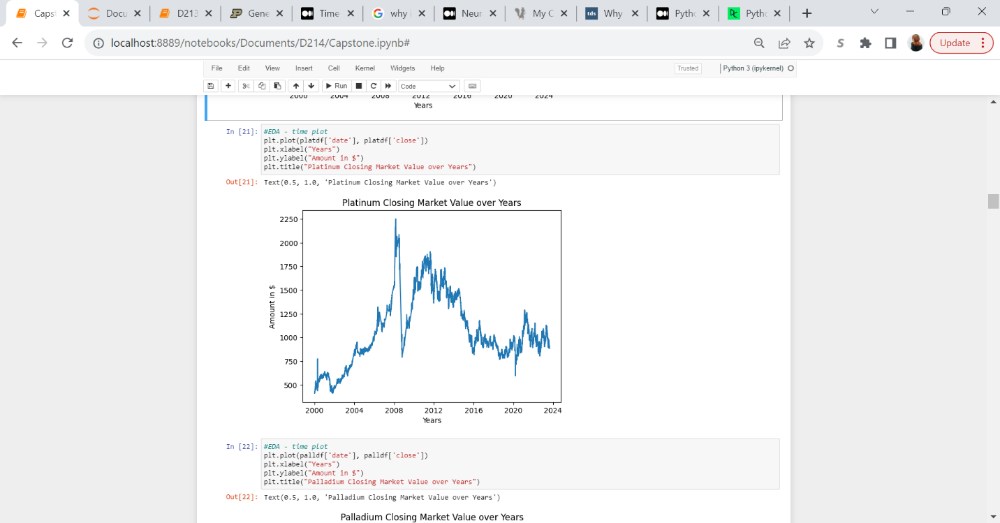 Caps
Docu
D213
Gene
Time
why i
Neur
My C
tds Why
Pytho
DC Pytho
localhost:8889/notebooks/Documents/D214/Capstone.ipynb#
S
Update
File Edit View Insert Cell Kernel Widgets Help Trusted Python 3 (ipykernel)
Run Code
2000 2004 2008 2012 2016 2020 2024
Years
In [21]: #EDA - time plot
plt.plot(platdf['date'], platdf['close'])
plt.xlabel("Years")
plt.ylabel("Amount in $")
plt.title("Platinum Closing Market Value over Years")
Out[21]: Text(0.5, 1.0, 'Platinum Closing Market Value over Years')
Platinum Closing Market Value over Years
2250
2000
1750
1500
1250
1000
750
500
Amount in $
2000 2004 2008 2012 2016 2020 2024
Years
In [22]: #EDA - time plot
plt.plot(palldf['date'], palldf['close'])
plt.xlabel("Years")
plt.ylabel("Amount in $")
plt.title("Palladium Closing Market Value over Years")
Out[22]: Text(0.5, 1.0, 'Palladium Closing Market Value over Years')
Palladium Closing Market Value over Years